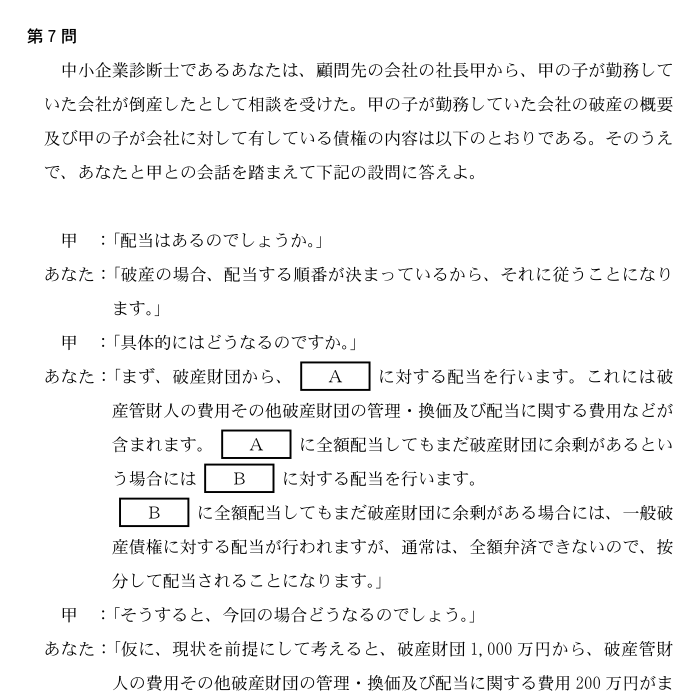 第7問
中小企業診断士であるあなたは、顧問先の会社の社長甲から、甲の子が勤務して
いた会社が倒産したとして相談を受けた。甲の子が勤務していた会社の破産の概要
及び甲の子が会社に対して有している債権の内容は以下のとおりである。そのうえ
で、あなたと甲との会話を踏まえて下記の設問に答えよ。
甲　：「配当はあるのでしょうか。」
あなた：「破産の場合、配当する順番が決まっているから、それに従うことになり
ます。」
甲　：「具体的にはどうなるのですか。」
あなた：「まず、破産財団から、 A に対する配当を行います。これには破
産管財人の費用その他破産財団の管理・換価及び配当に関する費用などが
含まれます。 A に全額配当してもまだ破産財団に余剰があるとい
う場合には B に対する配当を行います。
B に全額配当してもまだ破産財団に余剰がある場合には、一般破
産債権に対する配当が行われますが、通常は、全額弁済できないので、按
分して配当されることになります。」
甲　：「そうすると、今回の場合どうなるのでしょう。」
あなた：「仮に、現状を前提にして考えると、破産財団1,000万円から、破産管財
人の費用その他破産財団の管理・換価及び配当に関する費用200万円がま